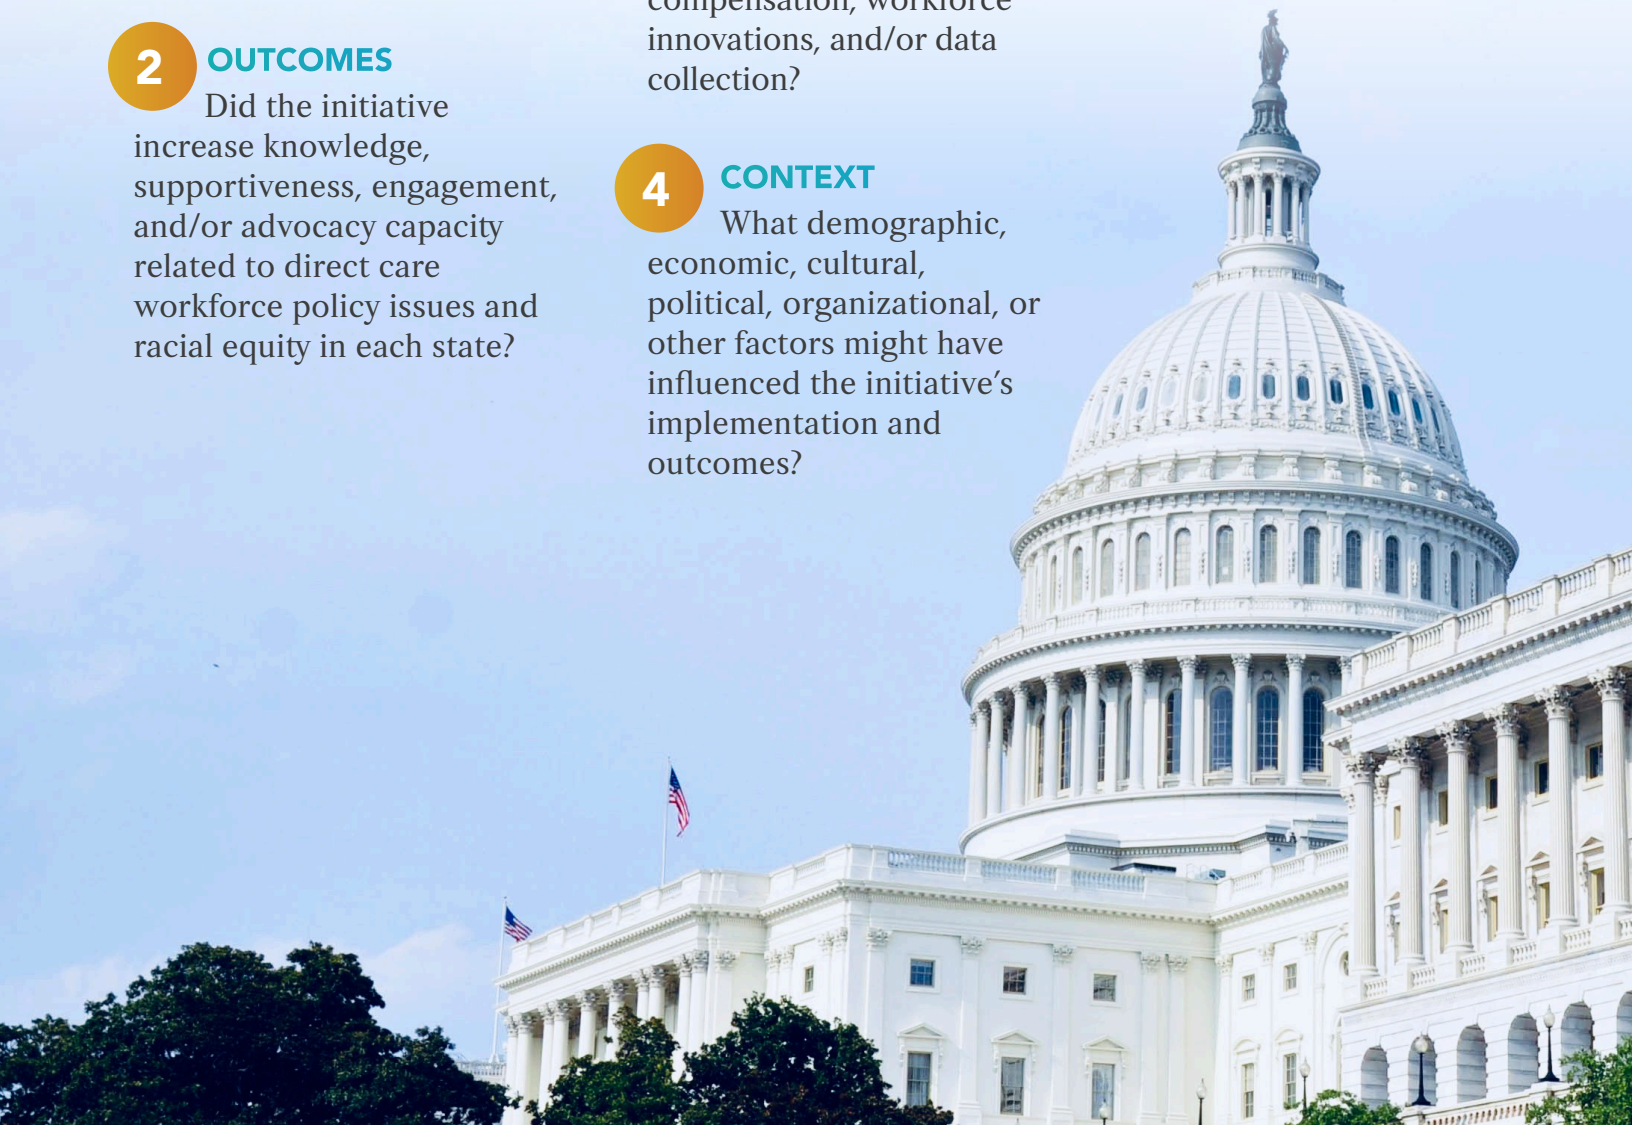 2
OUTCOMES
Did the initiative
increase knowledge,
supportiveness, engagement,
and/or advocacy capacity
related to direct care
workforce policy issues and
racial equity in each state?
compensation, workforce
innovations, and/or data
collection?
4
CONTEXT
What demographic,
economic, cultural,
political, organizational, or
other factors might have
influenced the initiative’s
implementation and
outcomes?